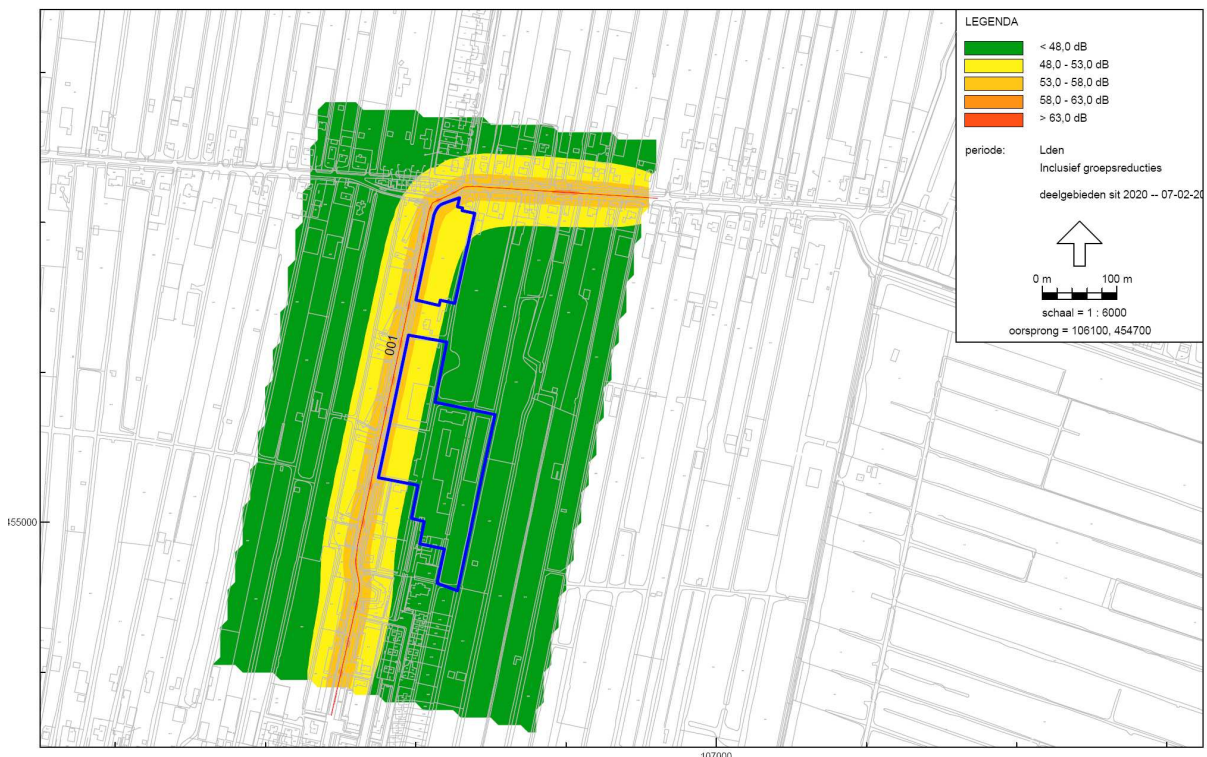 LEGENDA
< 48,0 dB
48,0 - 53,0 dB
53,0 - 58,0 dB
58,0 - 63,0 dB
> 63,0 dB
periode: Lden
Inclusief groepsreducties
deelgebieden sit 2020 -- 07-02-20
0 m 100 m
schaal = 1 : 6000
oorsprong = 106100, 454700
001
455000
107000